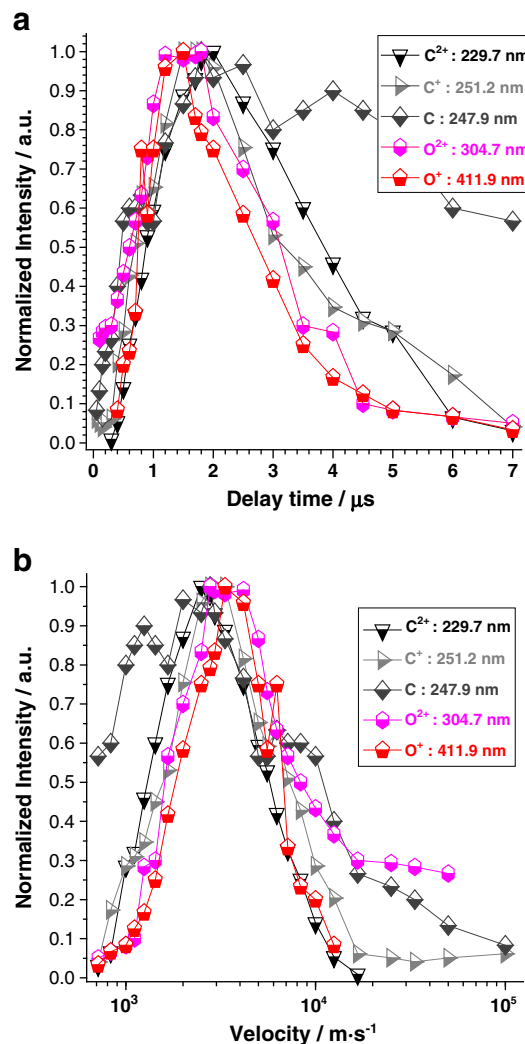 a
1.0
0.9
0.8
0.7
0.6
0.5
0.4
0.3
0.2
0.1
0.0
Normalized Intensity / a.u.
C²⁺ : 229.7 nm
C⁺ : 251.2 nm
C : 247.9 nm
O²⁺ : 304.7 nm
O⁺ : 411.9 nm
0 1 2 3 4 5 6 7
Delay time / μs
b
1.0
0.9
0.8
0.7
0.6
0.5
0.4
0.3
0.2
0.1
0.0
Normalized Intensity / a.u.
C²⁺ : 229.7 nm
C⁺ : 251.2 nm
C : 247.9 nm
O²⁺ : 304.7 nm
O⁺ : 411.9 nm
10³ 10⁴ 10⁵
Velocity / m·s⁻¹